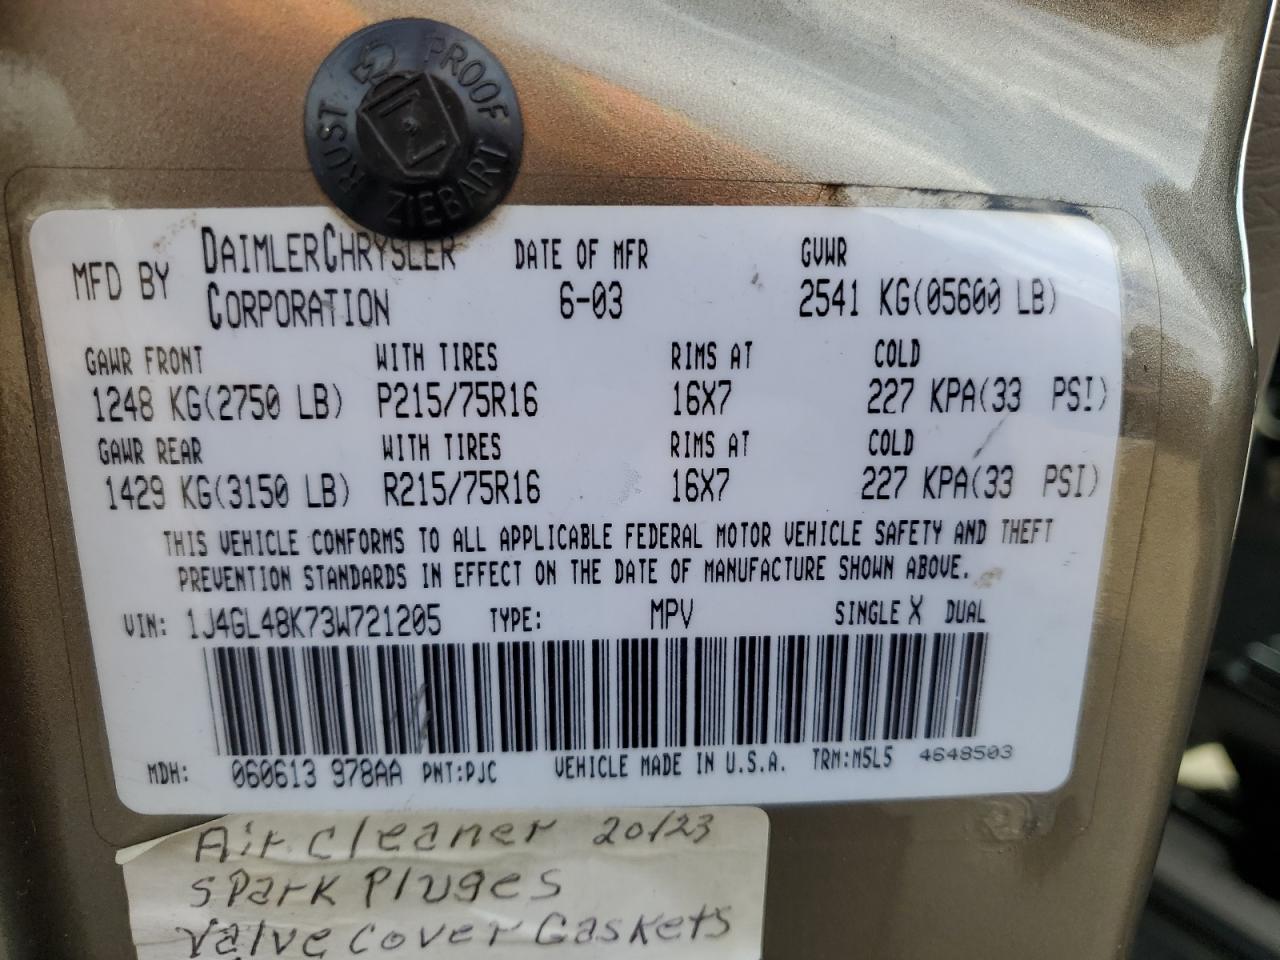 RUST PROOF
ZIEBART
MFD BY DAIMLERCHRYSLER CORPORATION DATE OF MFR 6-03 GVWR 2541 KG(05600 LB)
GAWR FRONT WITH TIRES RIMS AT COLD
1248 KG(2750 LB) P215/75R16 16X7 227 KPA(33 PSI)
GAWR REAR WITH TIRES RIMS AT COLD
1429 KG(3150 LB) R215/75R16 16X7 227 KPA(33 PSI)
THIS VEHICLE CONFORMS TO ALL APPLICABLE FEDERAL MOTOR VEHICLE SAFETY AND THEFT
PREVENTION STANDARDS IN EFFECT ON THE DATE OF MANUFACTURE SHOWN ABOVE.
VIN: 1J4GL48K73W721205 TYPE: MPV SINGLE X DUAL
MDH: 060613 978AA PNT:PJC VEHICLE MADE IN U.S.A. TRM:M5L5 4648503
Air Cleaner 20/23
Spark Pluges
Valve Cover Gaskets